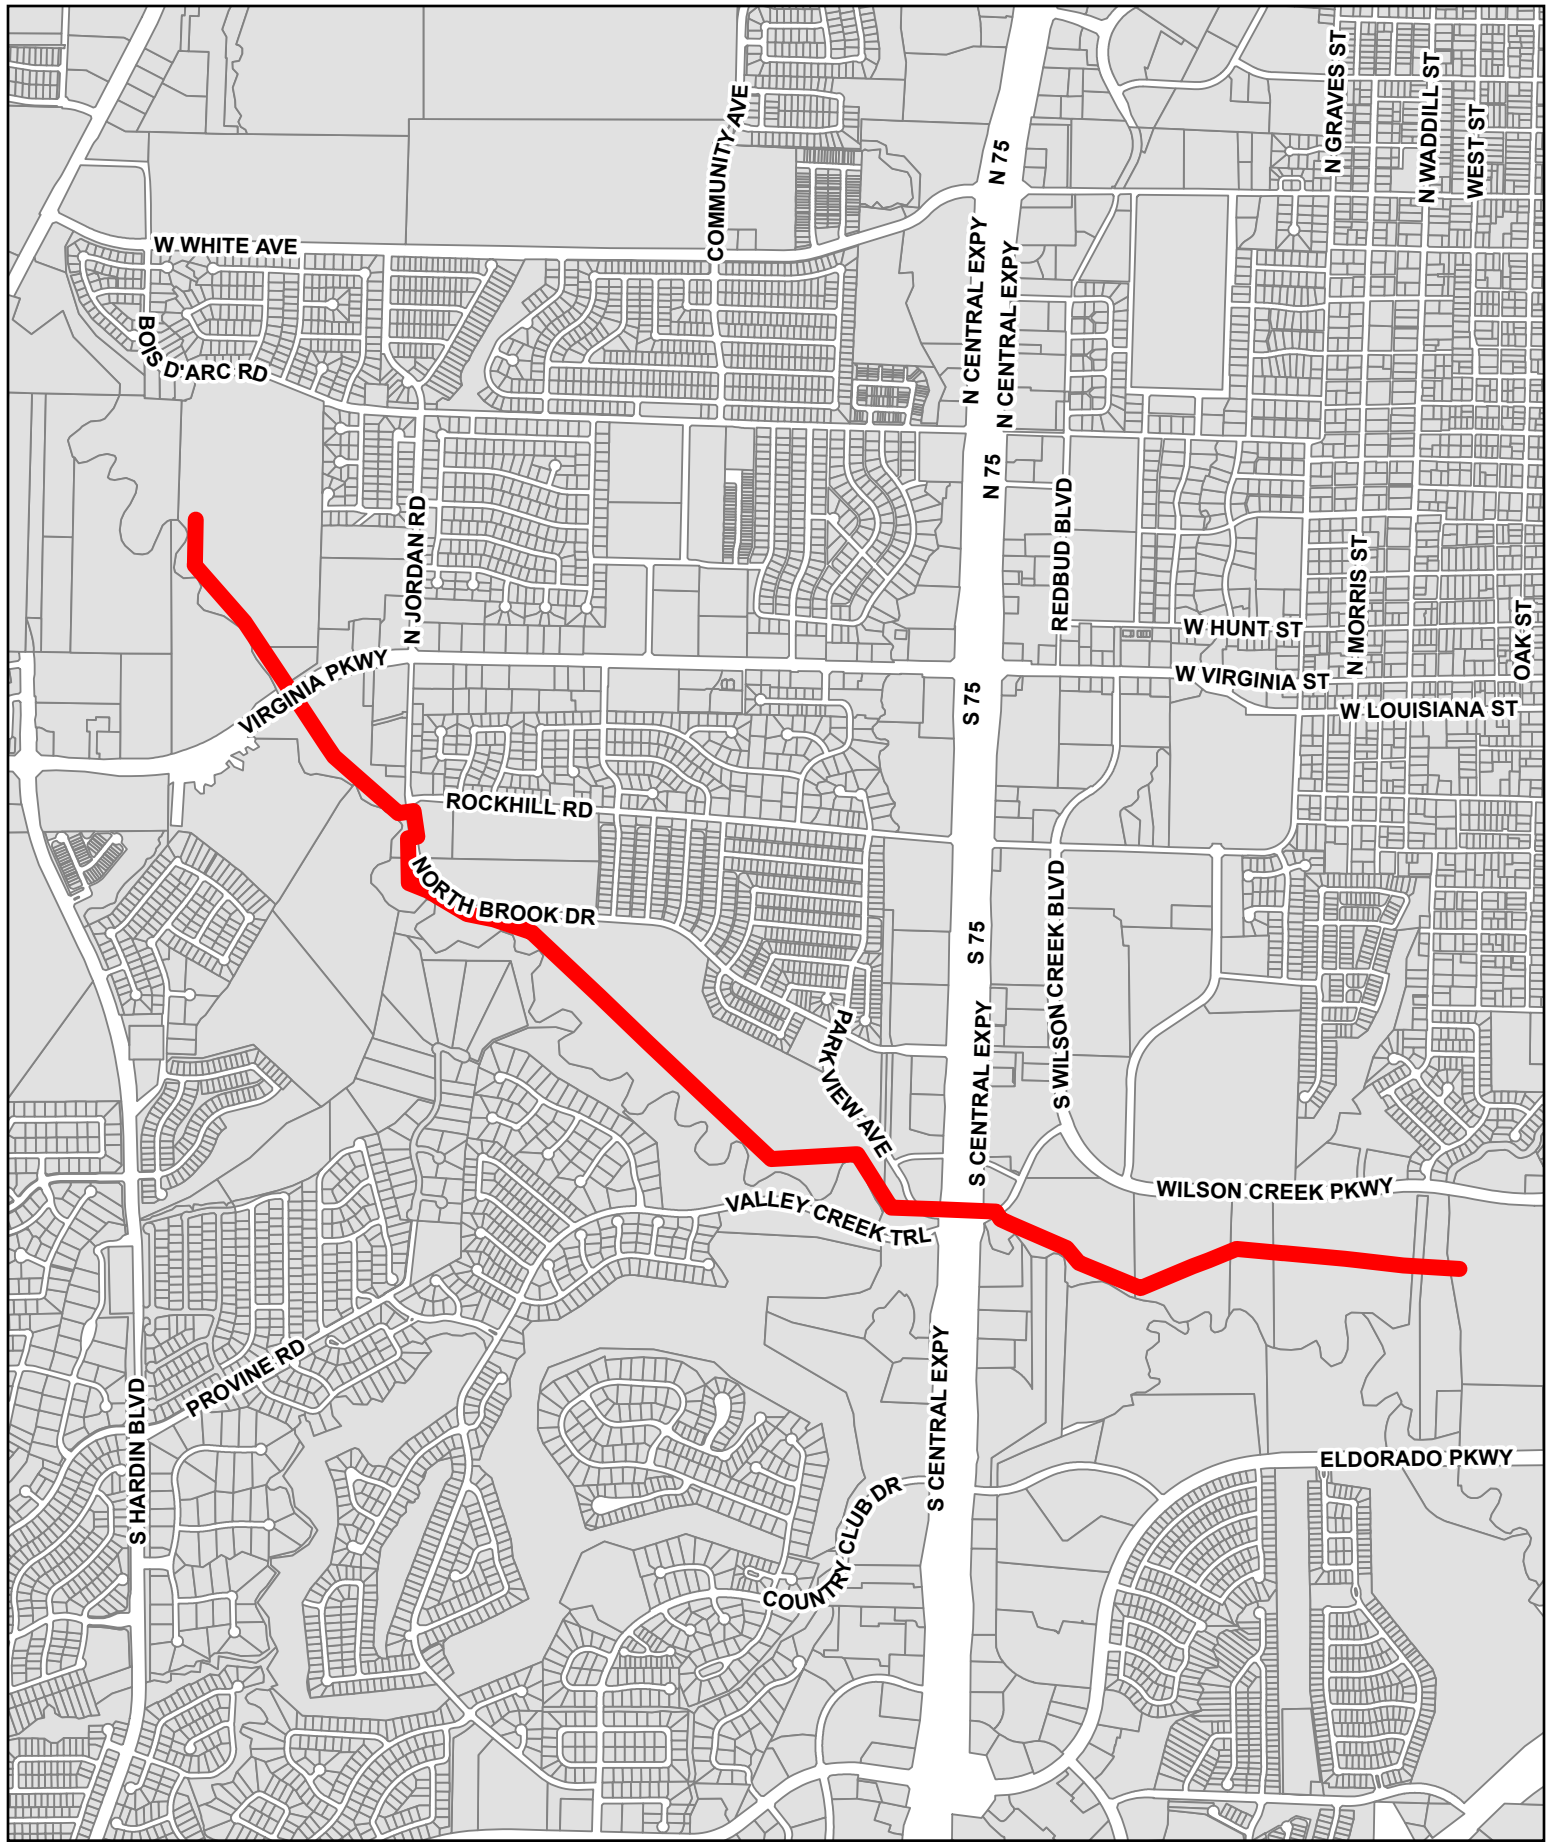 N GRAVES ST
N WADDILL ST
WEST ST
COMMUNITY AVE
N 75
W WHITE AVE
N CENTRAL EXPY
N CENTRAL EXPY
BOIS D'ARC RD
N 75
REDBUD BLVD
N JORDAN RD
N MORRIS ST
OAK ST
W HUNT ST
VIRGINIA PKWY
W VIRGINIA ST
S 75
W LOUISIANA ST
ROCKHILL RD
NORTH BROOK DR
S 75
S WILSON CREEK BLVD
PARK VIEW AVE
S CENTRAL EXPY
WILSON CREEK PKWY
VALLEY CREEK TRL
PROVINE RD
S HARDIN BLVD
S CENTRAL EXPY
ELDORADO PKWY
COUNTRY CLUB DR